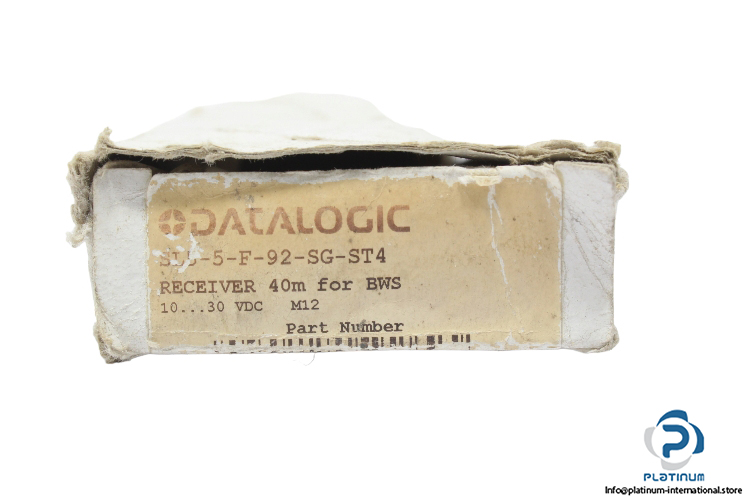 DATALOGIC
SL5-5-F-92-SG-ST4
RECEIVER 40m for BWS
10...30 VDC M12
Part Number
PLATINUM
Info@platinum-international.store